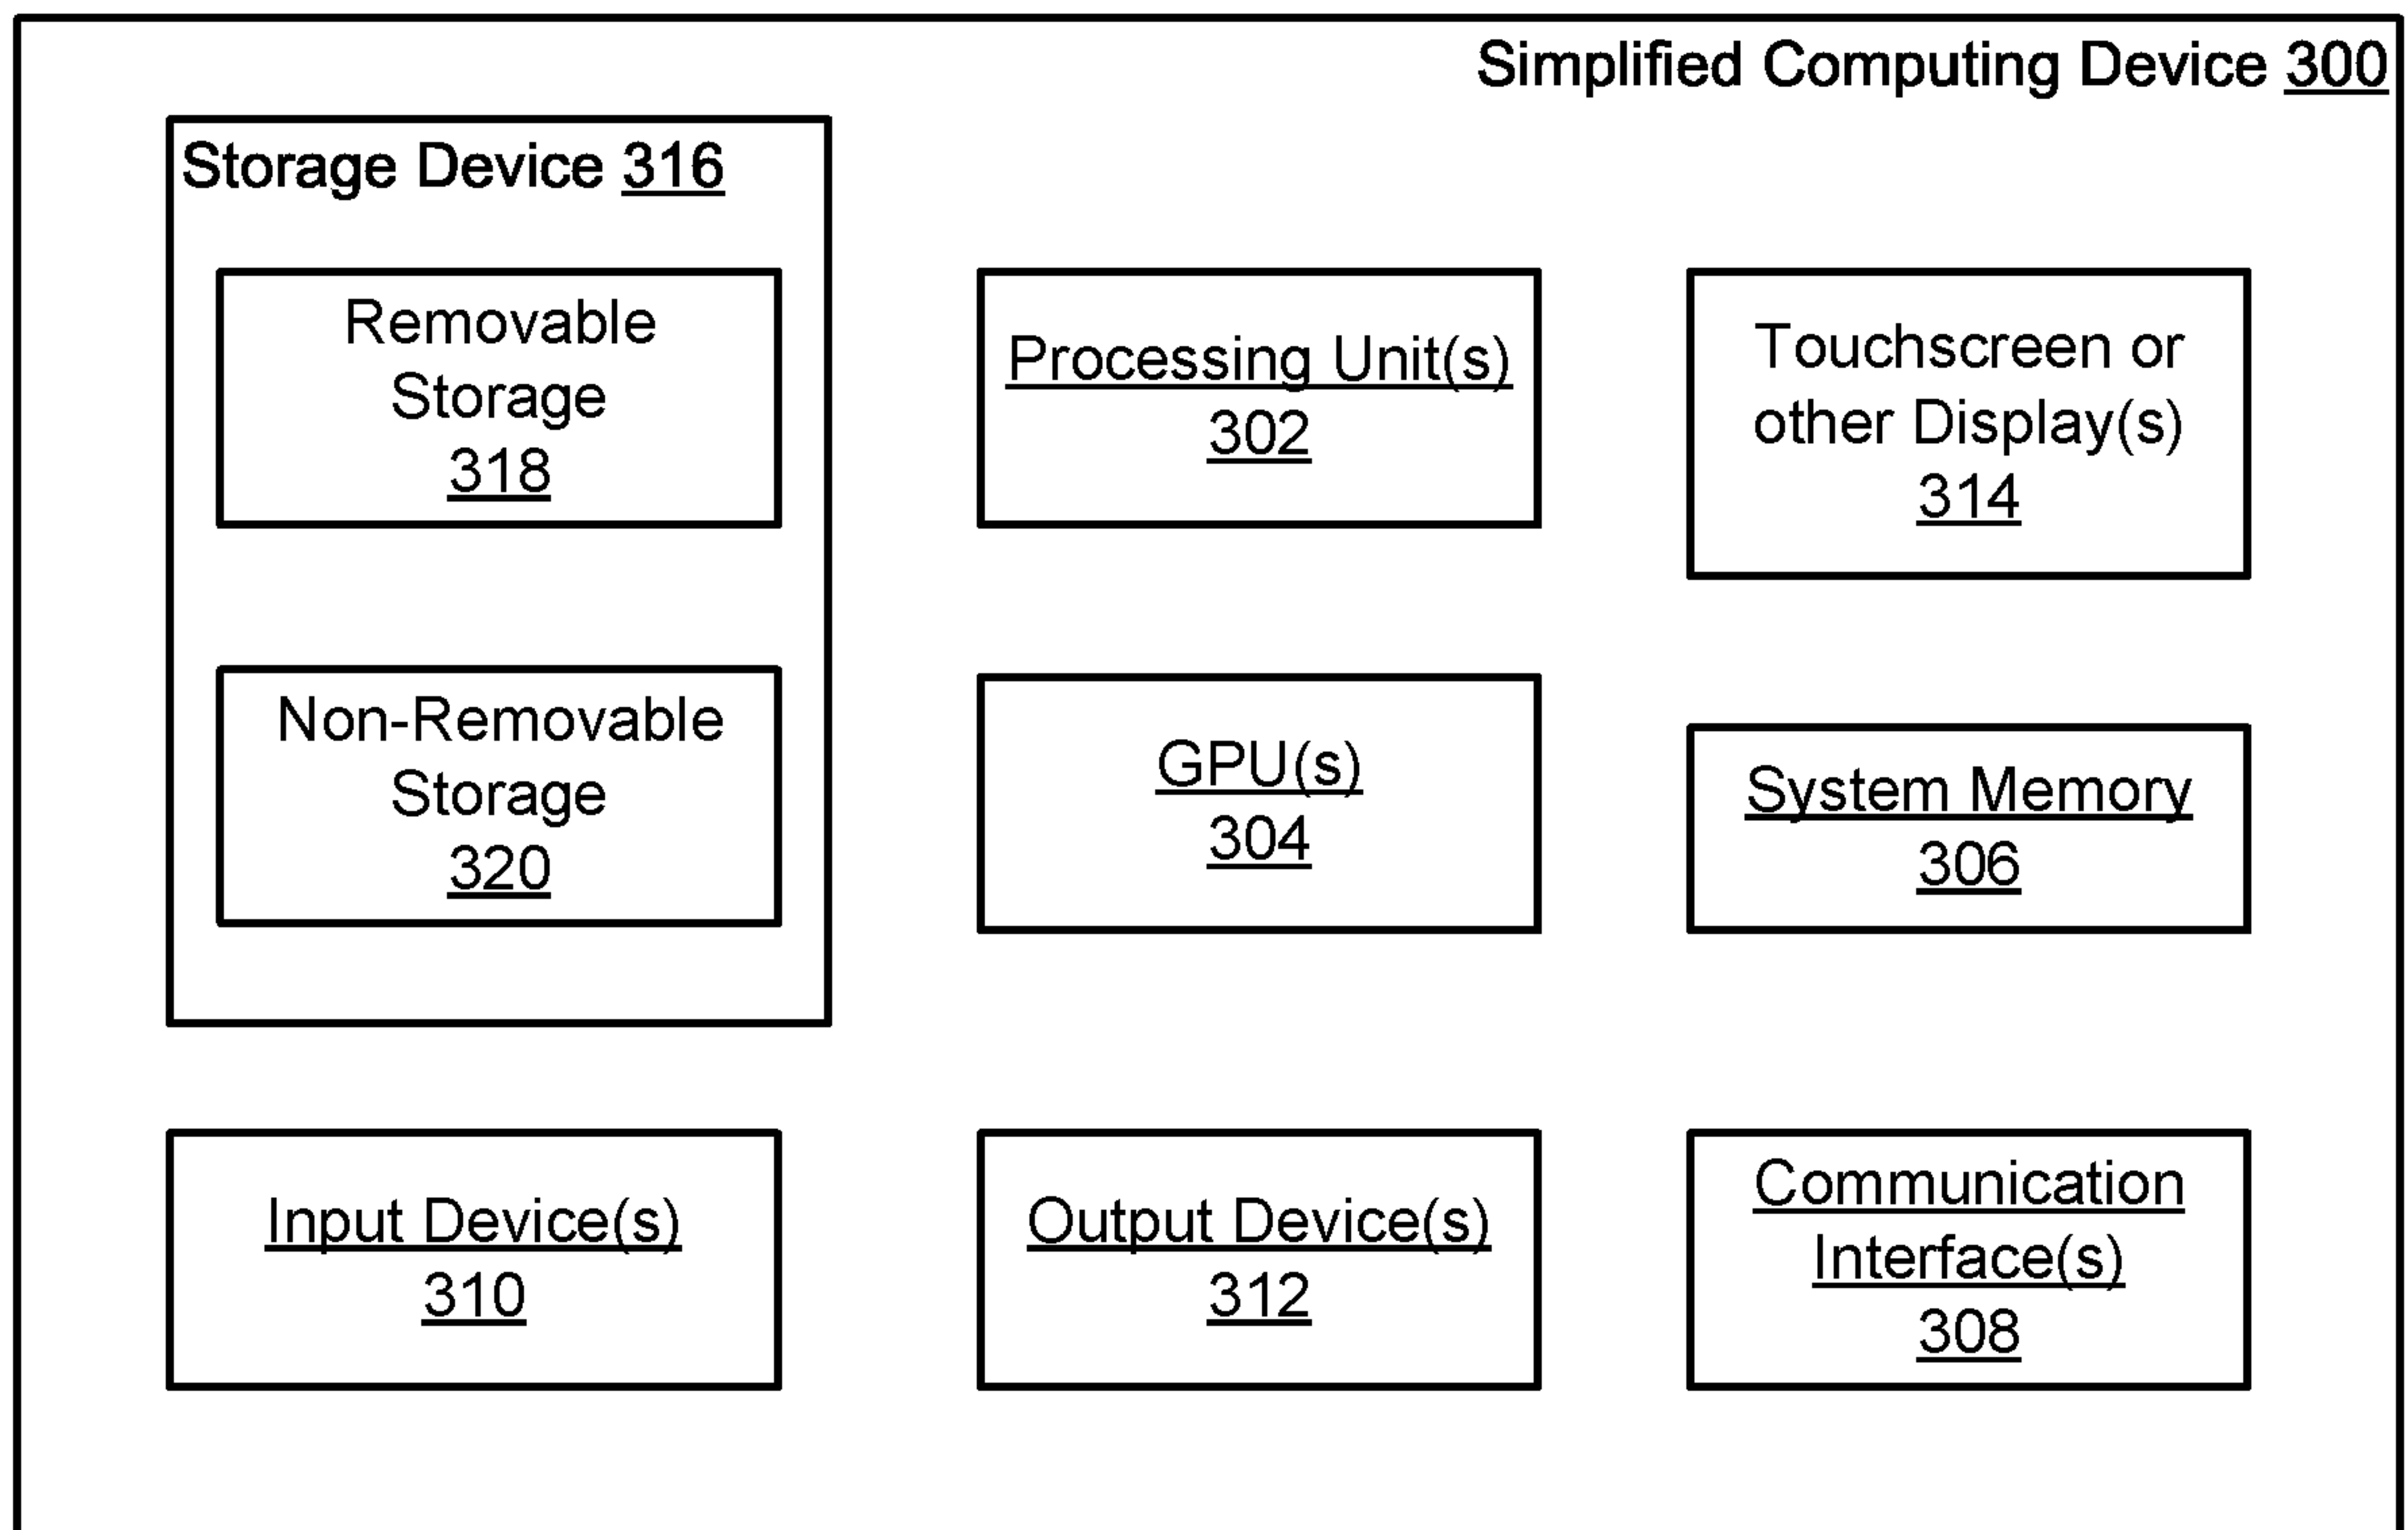 Simplified Computing Device 300
Storage Device 316
Removable
Storage
318
Processing Unit(s)
302
Touchscreen or
other Display(s)
314
Non-Removable
Storage
320
GPU(s)
304
System Memory
306
Input Device(s)
310
Output Device(s)
312
Communication
Interface(s)
308